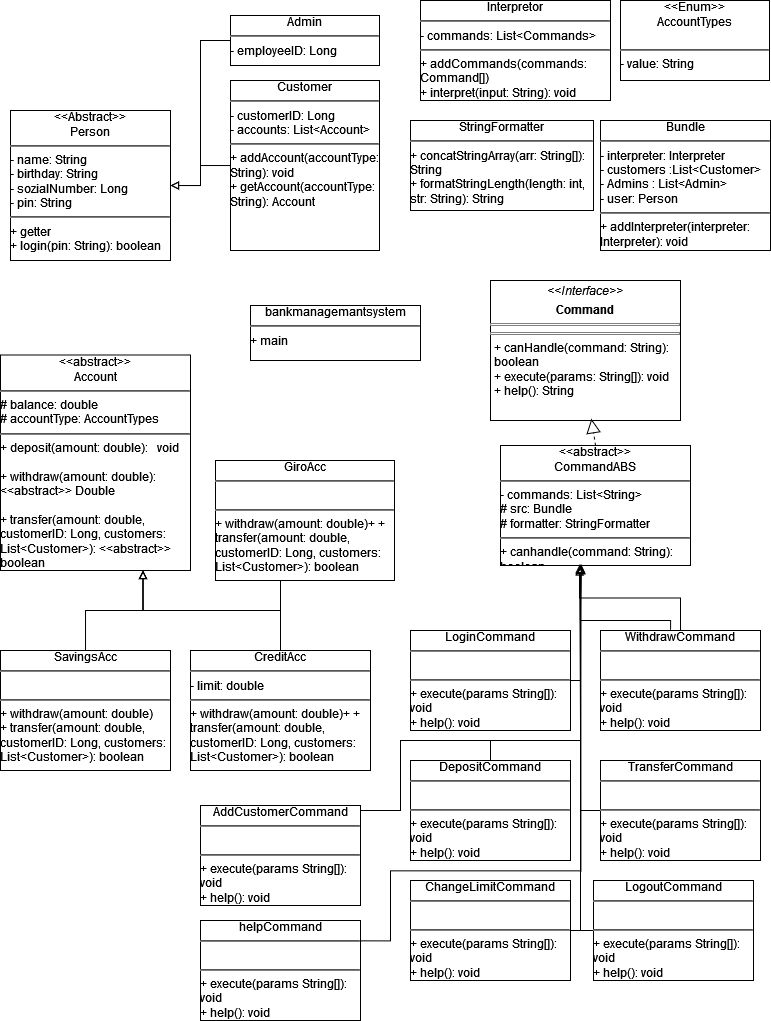 Admin
- employeeID: Long
Customer
- customerID: Long
- accounts: List<Account>
+ addAccount(accountType:
String): void
+ getAccount(accountType:
String): Account
<<Abstract>>
Person
- name: String
- birthday: String
- sozialNumber: Long
- pin: String
+ getter
+ login(pin: String): boolean
Interpretor
- commands: List<Commands>
+ addCommands(commands:
Command[])
+ interpret(input: String): void
<<Enum>>
AccountTypes
- value: String
StringFormatter
+ concatStringArray(arr: String[]):
String
+ formatStringLength(length: int,
str: String): String
Bundle
- interpreter: Interpreter
- customers :List<Customer>
- Admins : List<Admin>
- user: Person
+ addInterpreter(interpreter:
Interpreter): void
bankmanagemantsystem
+ main
<<Interface>>
Command
+ canHandle(command: String):
boolean
+ execute(params: String[]): void
+ help(): String
<<abstract>>
Account
# balance: double
# accountType: AccountTypes
+ deposit(amount: double): void
+ withdraw(amount: double):
<<abstract>> Double
+ transfer(amount: double,
customerID: Long, customers:
List<Customer>): <<abstract>>
boolean
GiroAcc
+ withdraw(amount: double)+ +
transfer(amount: double,
customerID: Long, customers:
List<Customer>): boolean
<<abstract>>
CommandABS
- commands: List<String>
# src: Bundle
# formatter: StringFormatter
+ canhandle(command: String):
boolean
SavingsAcc
+ withdraw(amount: double)
+ transfer(amount: double,
customerID: Long, customers:
List<Customer>): boolean
CreditAcc
- limit: double
+ withdraw(amount: double)+ +
transfer(amount: double,
customerID: Long, customers:
List<Customer>): boolean
LoginCommand
+ execute(params String[]):
void
+ help(): void
WithdrawCommand
+ execute(params String[]):
void
+ help(): void
DepositCommand
+ execute(params String[]):
void
+ help(): void
TransferCommand
+ execute(params String[]):
void
+ help(): void
AddCustomerCommand
+ execute(params String[]):
void
+ help(): void
ChangeLimitCommand
+ execute(params String[]):
void
+ help(): void
LogoutCommand
+ execute(params String[]):
void
+ help(): void
helpCommand
+ execute(params String[]):
void
+ help(): void